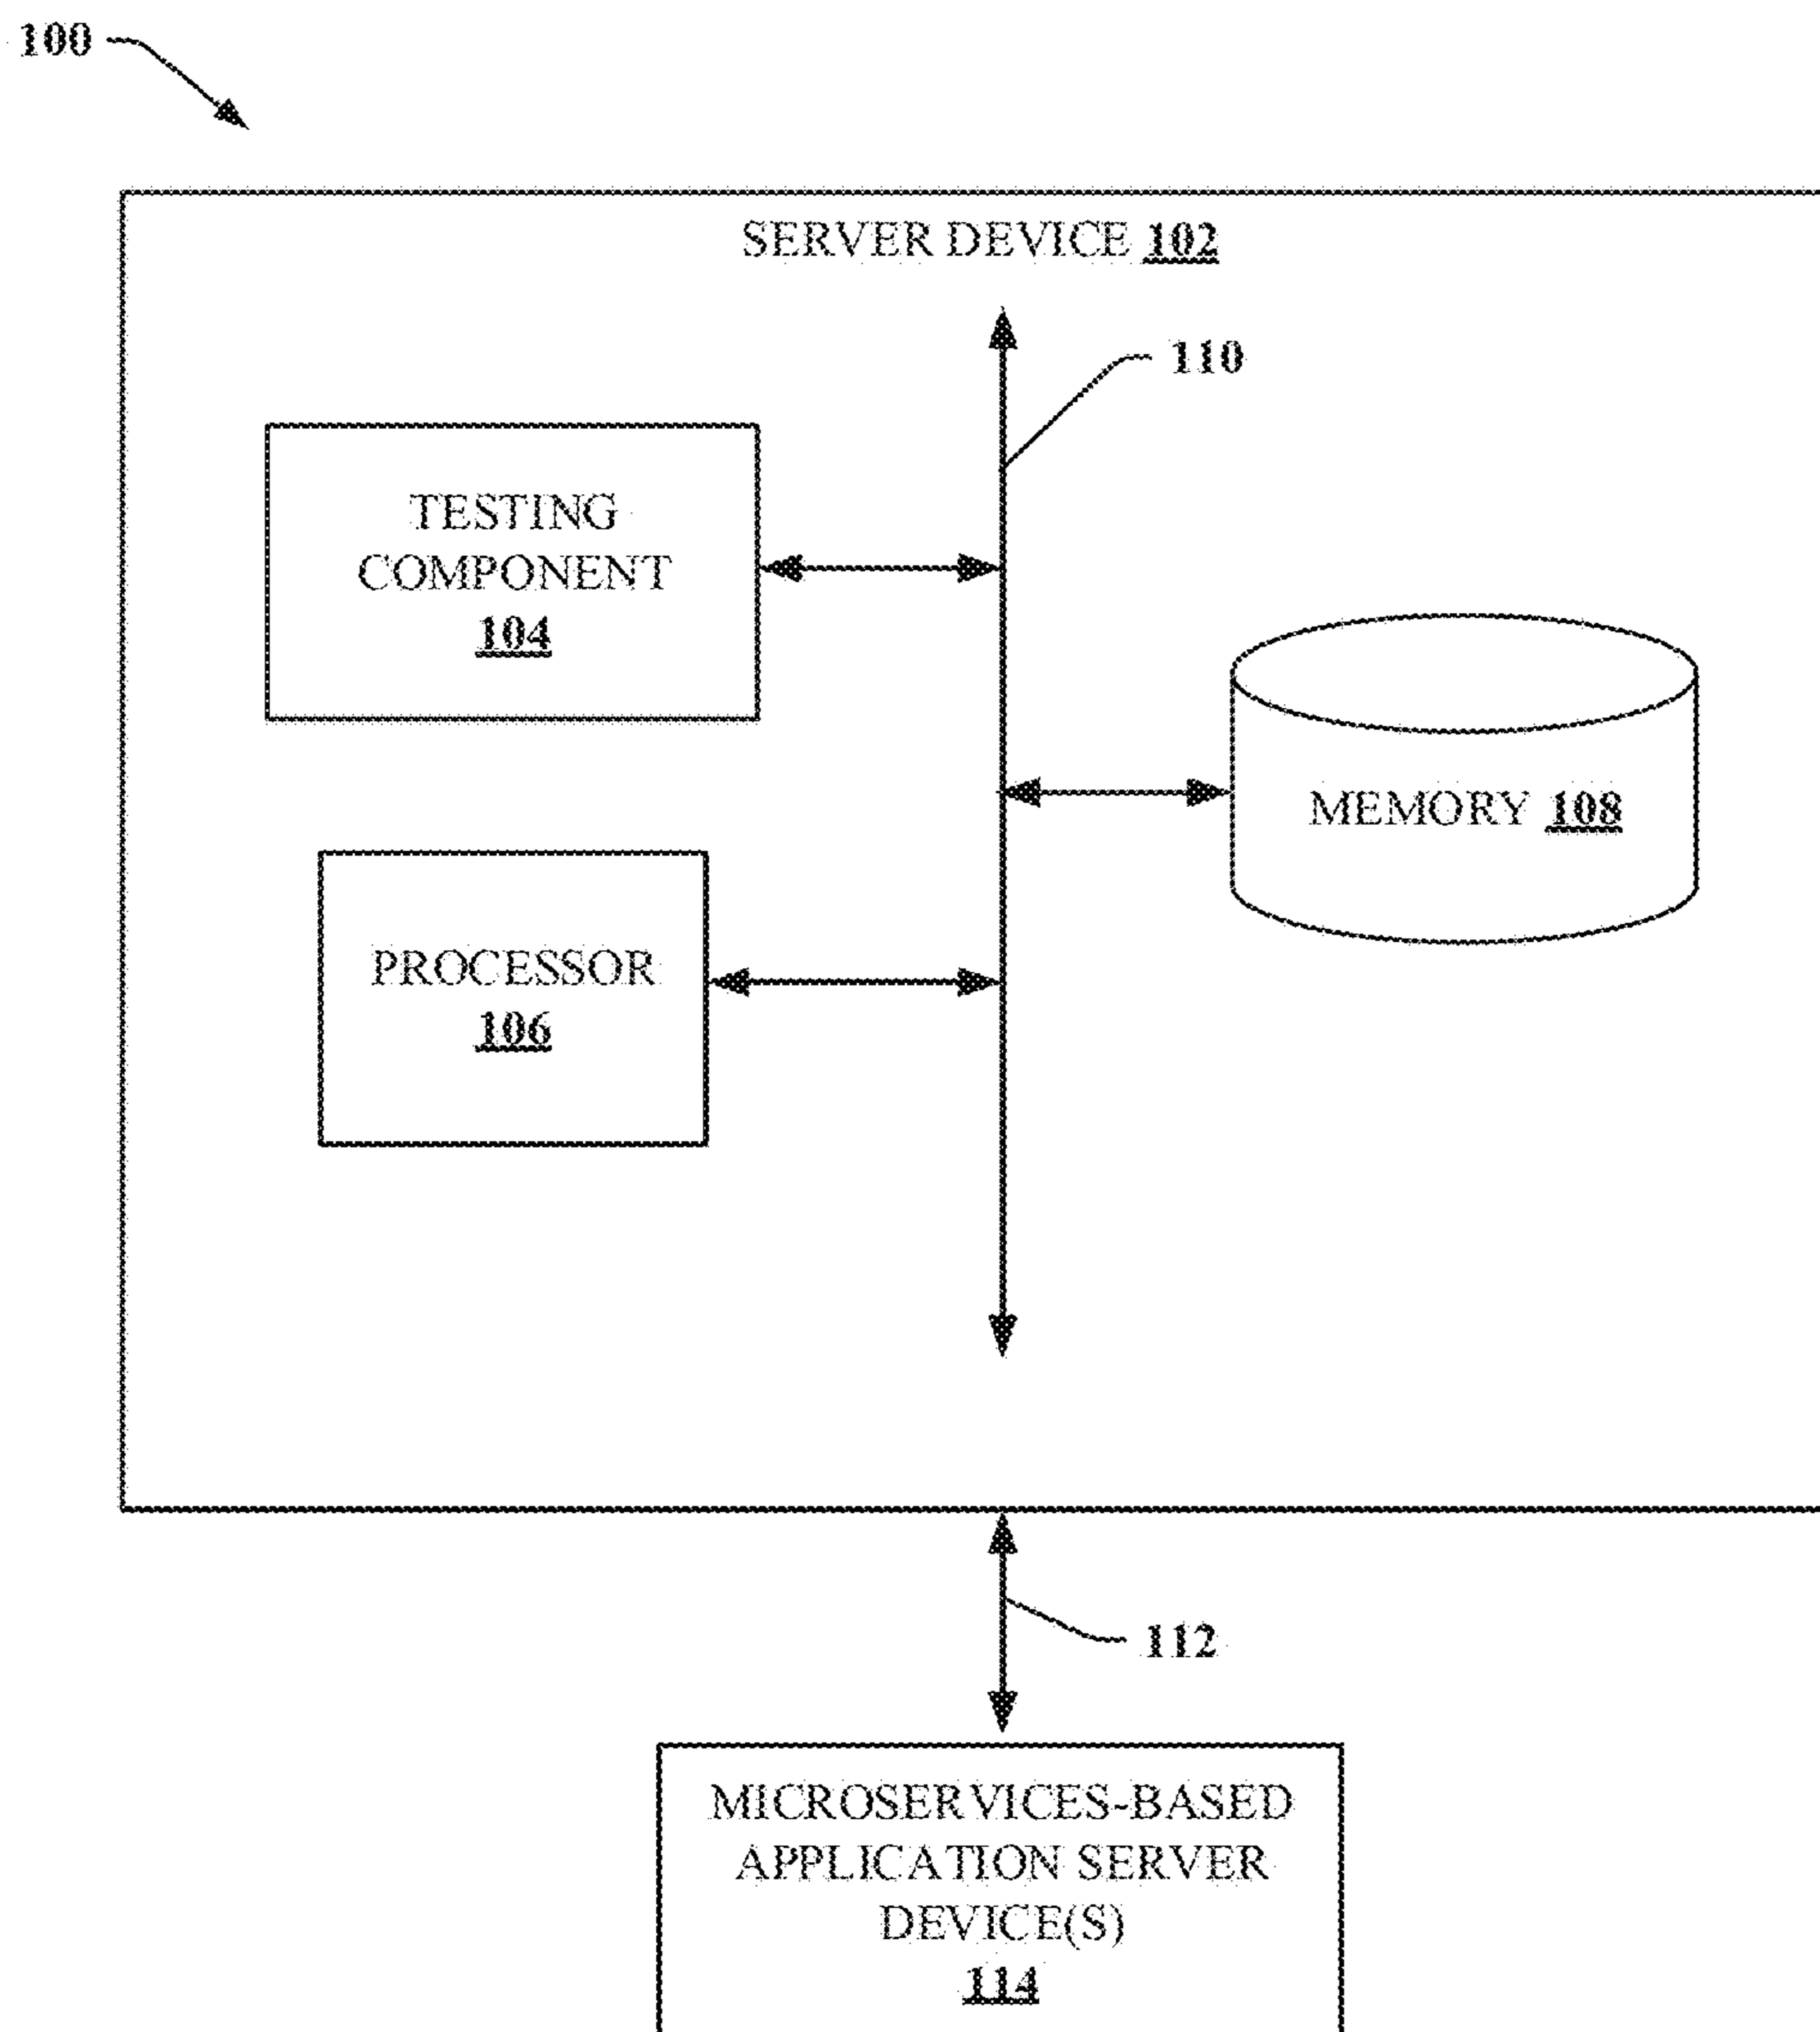 100
SERVER DEVICE 102
110
TESTING
COMPONENT
104
MEMORY 108
PROCESSOR
106
112
MICROSERVICES-BASED
APPLICATION SERVER
DEVICE(S)
114